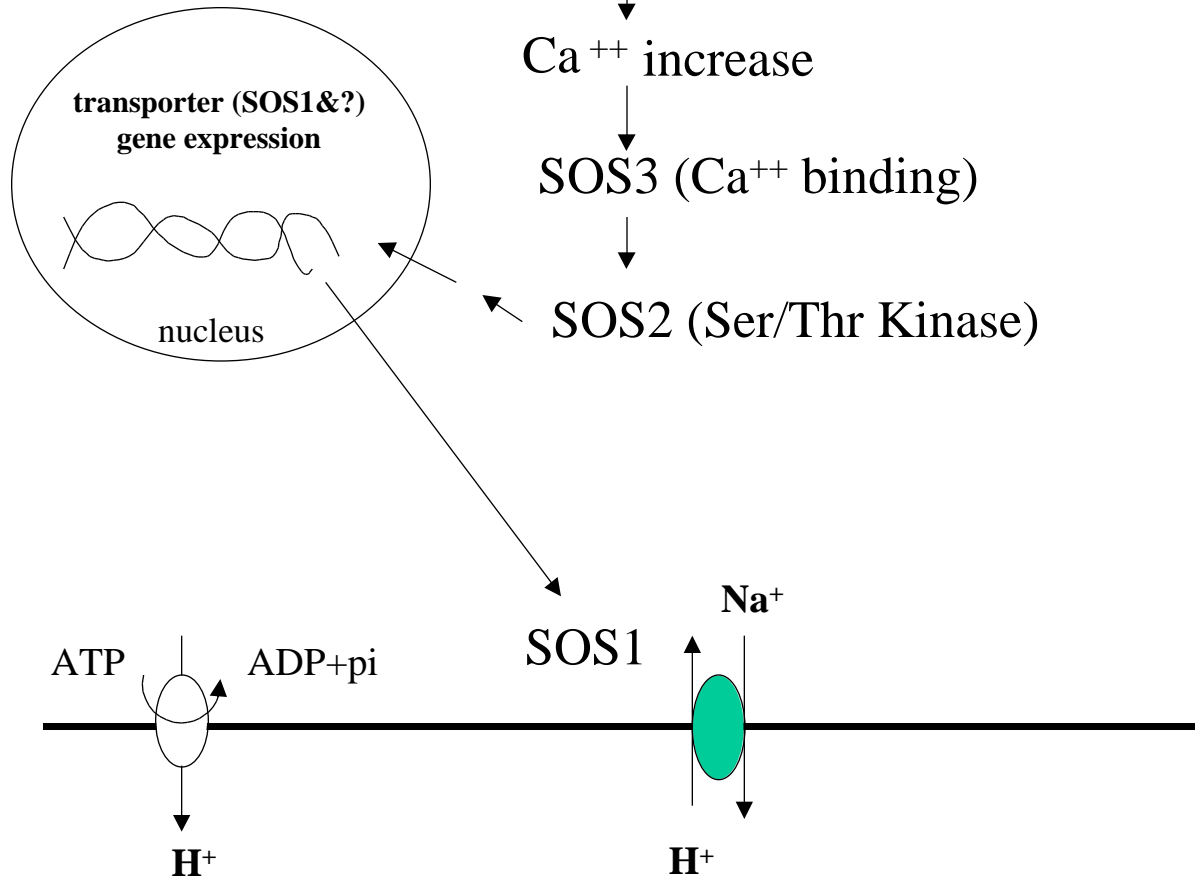 Ca ++ increase
transporter (SOS1&?)
gene expression
SOS3 (Ca++ binding)
nucleus
SOS2 (Ser/Thr Kinase)
Na+
SOS1
ATP
ADP+pi
H+
H+